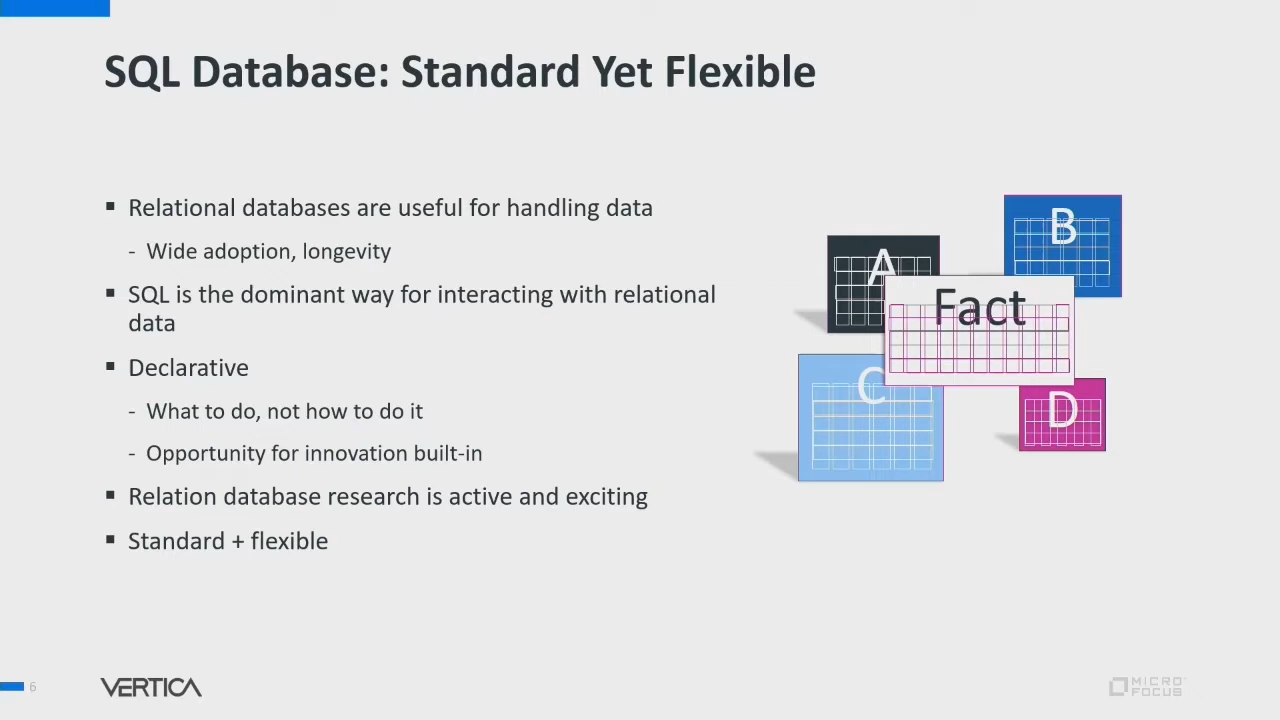 SQL Database: Standard Yet Flexible
▪ Relational databases are useful for handling data
- Wide adoption, longevity
▪ SQL is the dominant way for interacting with relational
data
▪ Declarative
- What to do, not how to do it
- Opportunity for innovation built-in
▪ Relation database research is active and exciting
▪ Standard + flexible
A
B
Fact
C
D
6
VERTICA
MICRO
FOCUS